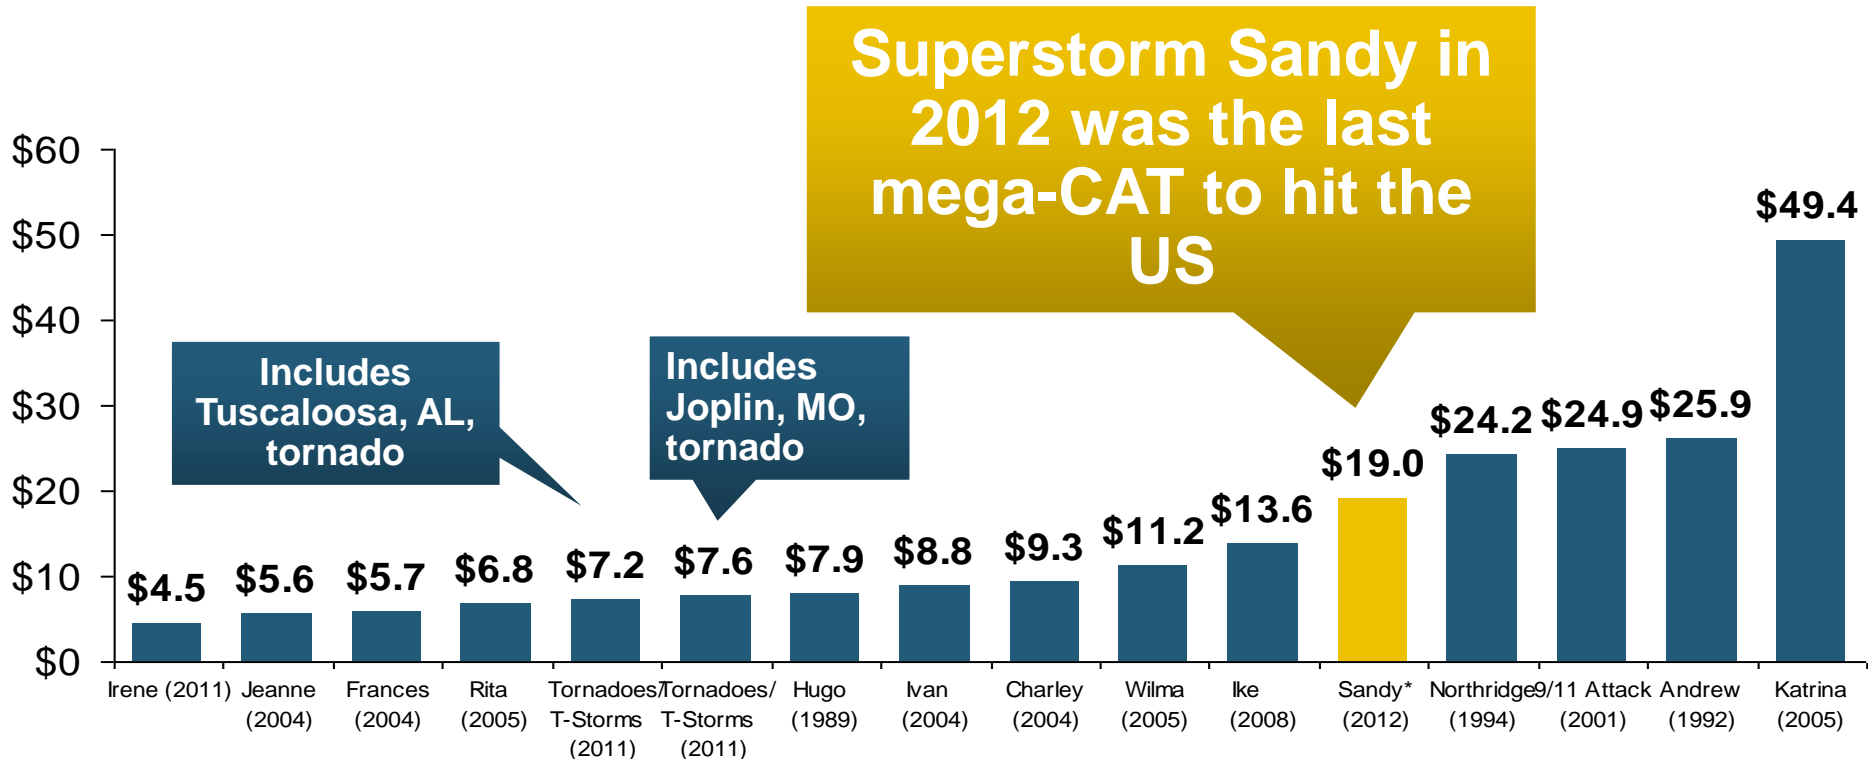 Superstorm Sandy in
2012 was the last
mega-CAT to hit the
US
$60
$50
$40
$30
$20
$10
$0
Includes
Tuscaloosa, AL,
tornado
Includes
Joplin, MO,
tornado
$4.5
$5.6
$5.7
$6.8
$7.2
$7.6
$7.9
$8.8
$9.3
$11.2
$13.6
$19.0
$24.2
$24.9
$25.9
$49.4
Irene (2011)
Jeanne
(2004)
Frances
(2004)
Rita
(2005)
Tornadoes/
T-Storms
(2011)
Tornadoes/
T-Storms
(2011)
Hugo
(1989)
Ivan
(2004)
Charley
(2004)
Wilma
(2005)
Ike
(2008)
Sandy*
(2012)
Northridge
(1994)
9/11 Attack
(2001)
Andrew
(1992)
Katrina
(2005)